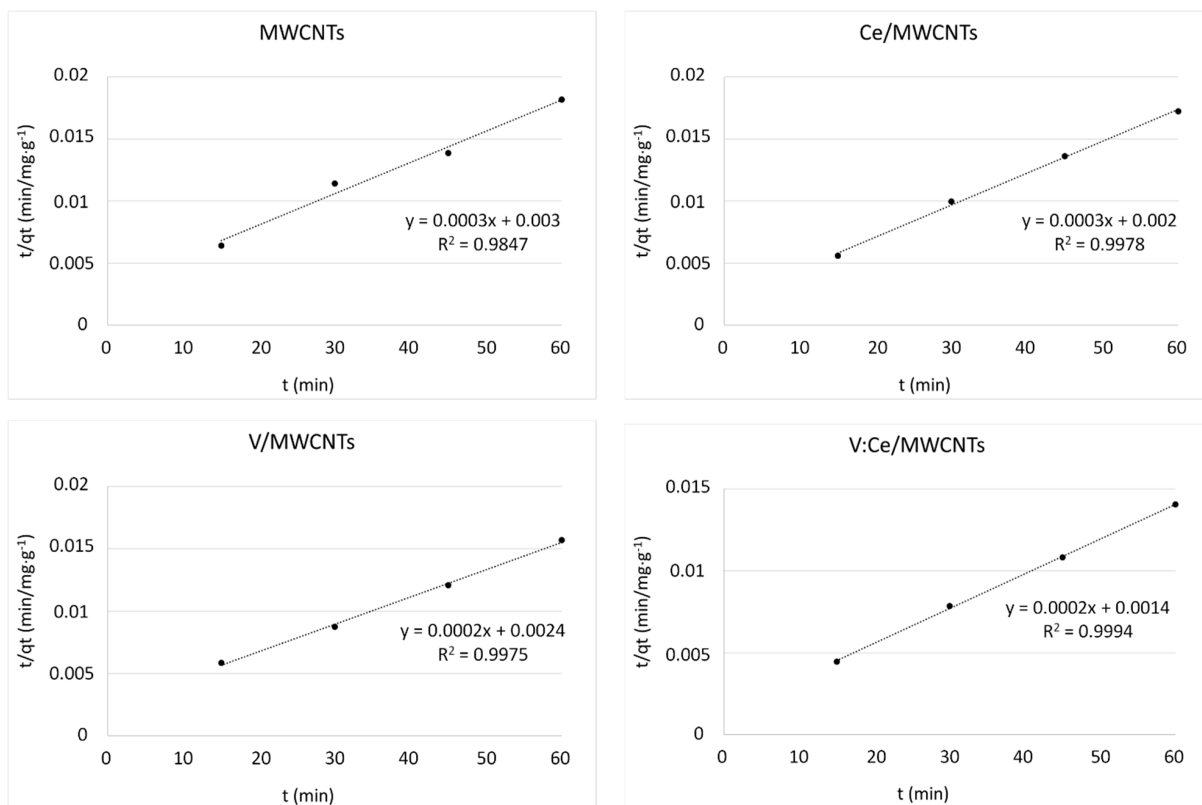 MWCNTs
t/qt (min/mg·g⁻¹)
0.02
0.015
0.01
0.005
0
y = 0.0003x + 0.003
R² = 0.9847
0 10 20 30 40 50 60
t (min)
Ce/MWCNTs
t/qt (min/mg·g⁻¹)
0.02
0.015
0.01
0.005
0
y = 0.0003x + 0.002
R² = 0.9978
0 10 20 30 40 50 60
t (min)
V/MWCNTs
t/qt (min/mg·g⁻¹)
0.02
0.015
0.01
0.005
0
y = 0.0002x + 0.0024
R² = 0.9975
0 10 20 30 40 50 60
t (min)
V:Ce/MWCNTs
t/qt (min/mg·g⁻¹)
0.015
0.01
0.005
0
y = 0.0002x + 0.0014
R² = 0.9994
0 10 20 30 40 50 60
t (min)